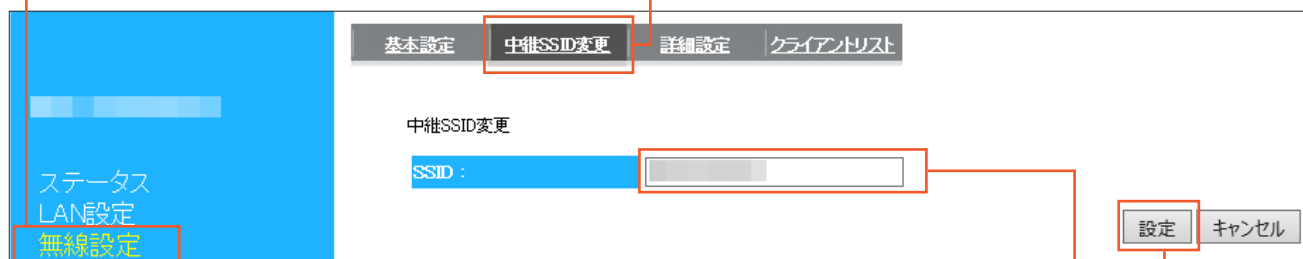 基本設定 中継SSID変更 詳細設定 クライアントリスト
中継SSID変更
SSID :
ステータス
LAN設定
無線設定
設定 キャンセル